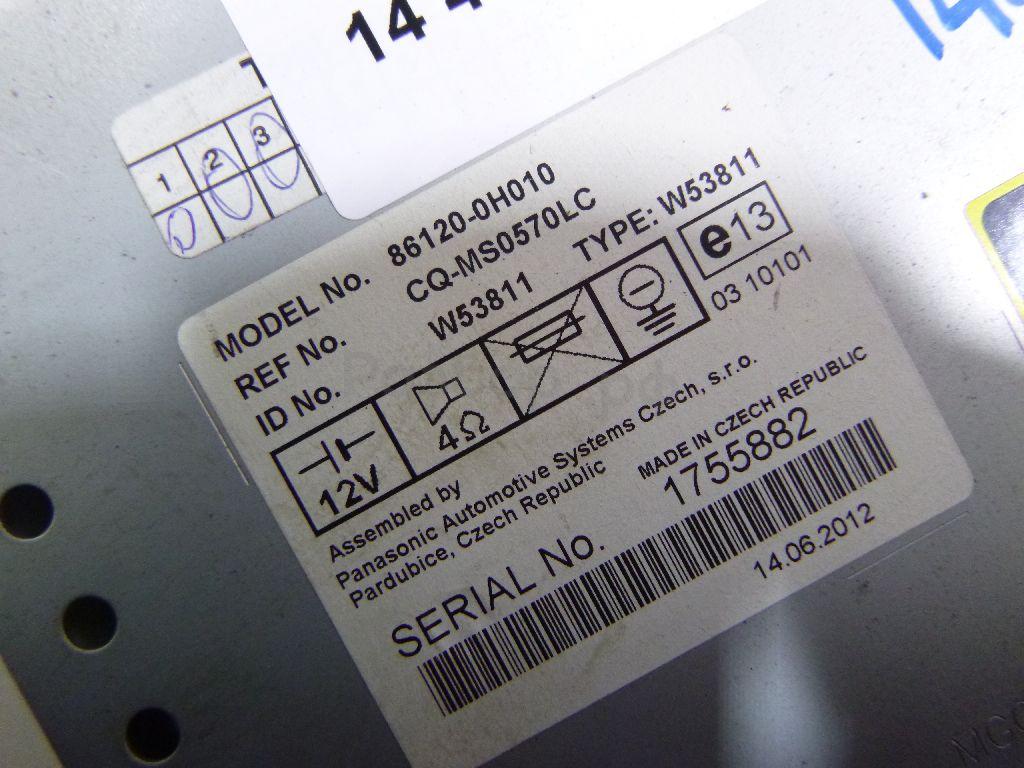 14 4
14
1 2 3
MODEL No. 86120-0H010
REF No. CQ-MS0570LC
ID No. W53811 TYPE: W53811
12V 4Ω e13
03 10101
Assembled by
Panasonic Automotive Systems Czech, s.r.o.
Pardubice, Czech Republic MADE IN CZECH REPUBLIC
SERIAL No. 1755882
14.06.2012